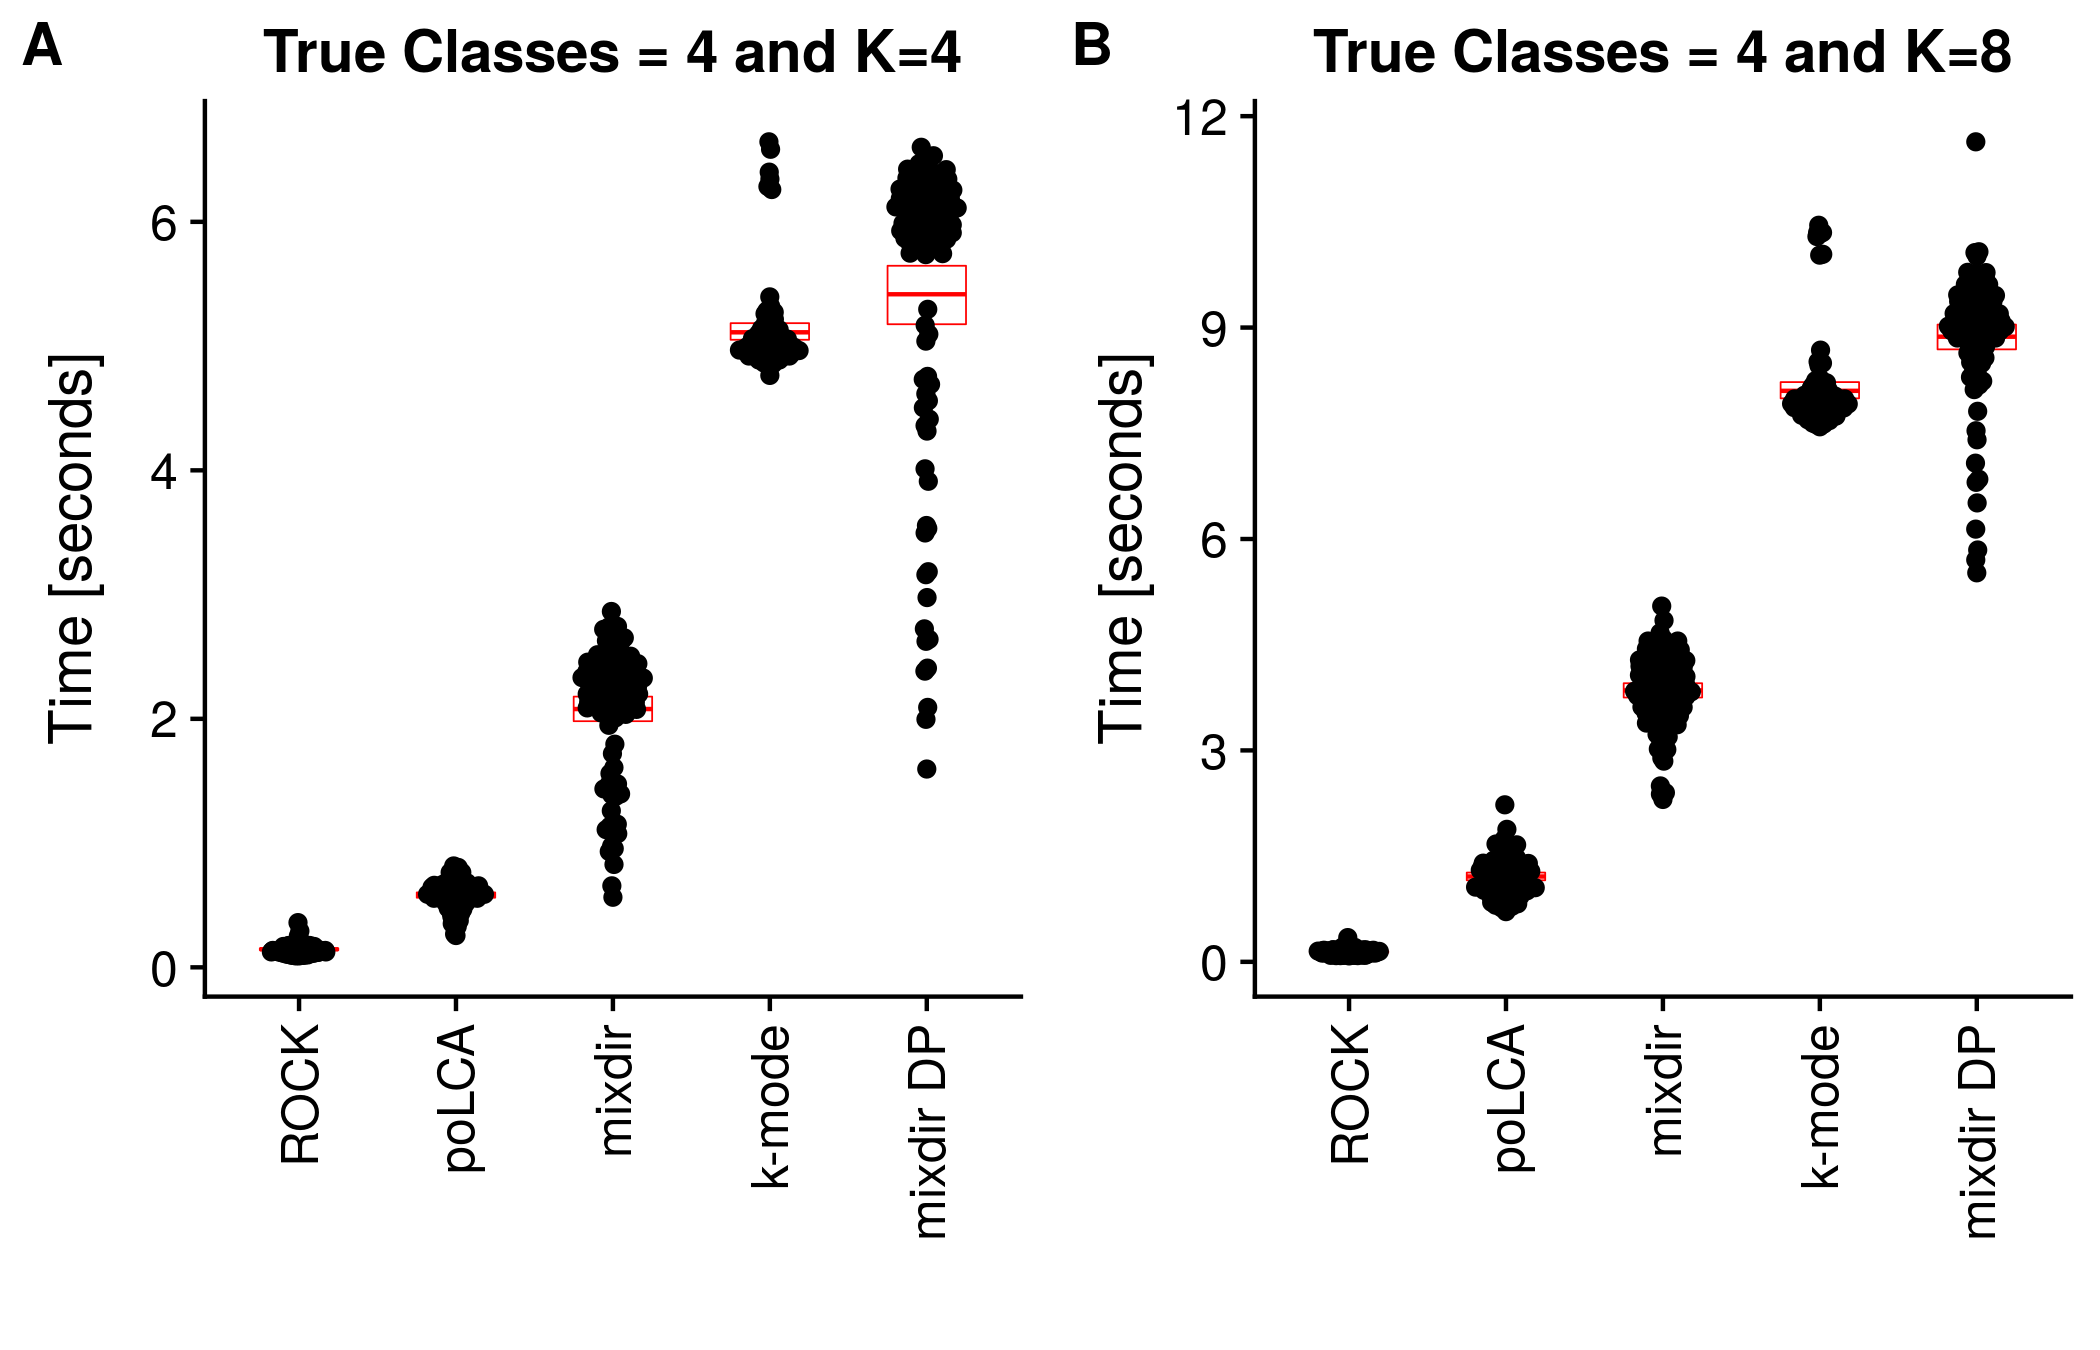 A
True Classes = 4 and K=4
Time [seconds]
6
4
2
0
ROCK
poLCA
mixdir
k-mode
mixdir DP
B
True Classes = 4 and K=8
Time [seconds]
12
9
6
3
0
ROCK
poLCA
mixdir
k-mode
mixdir DP